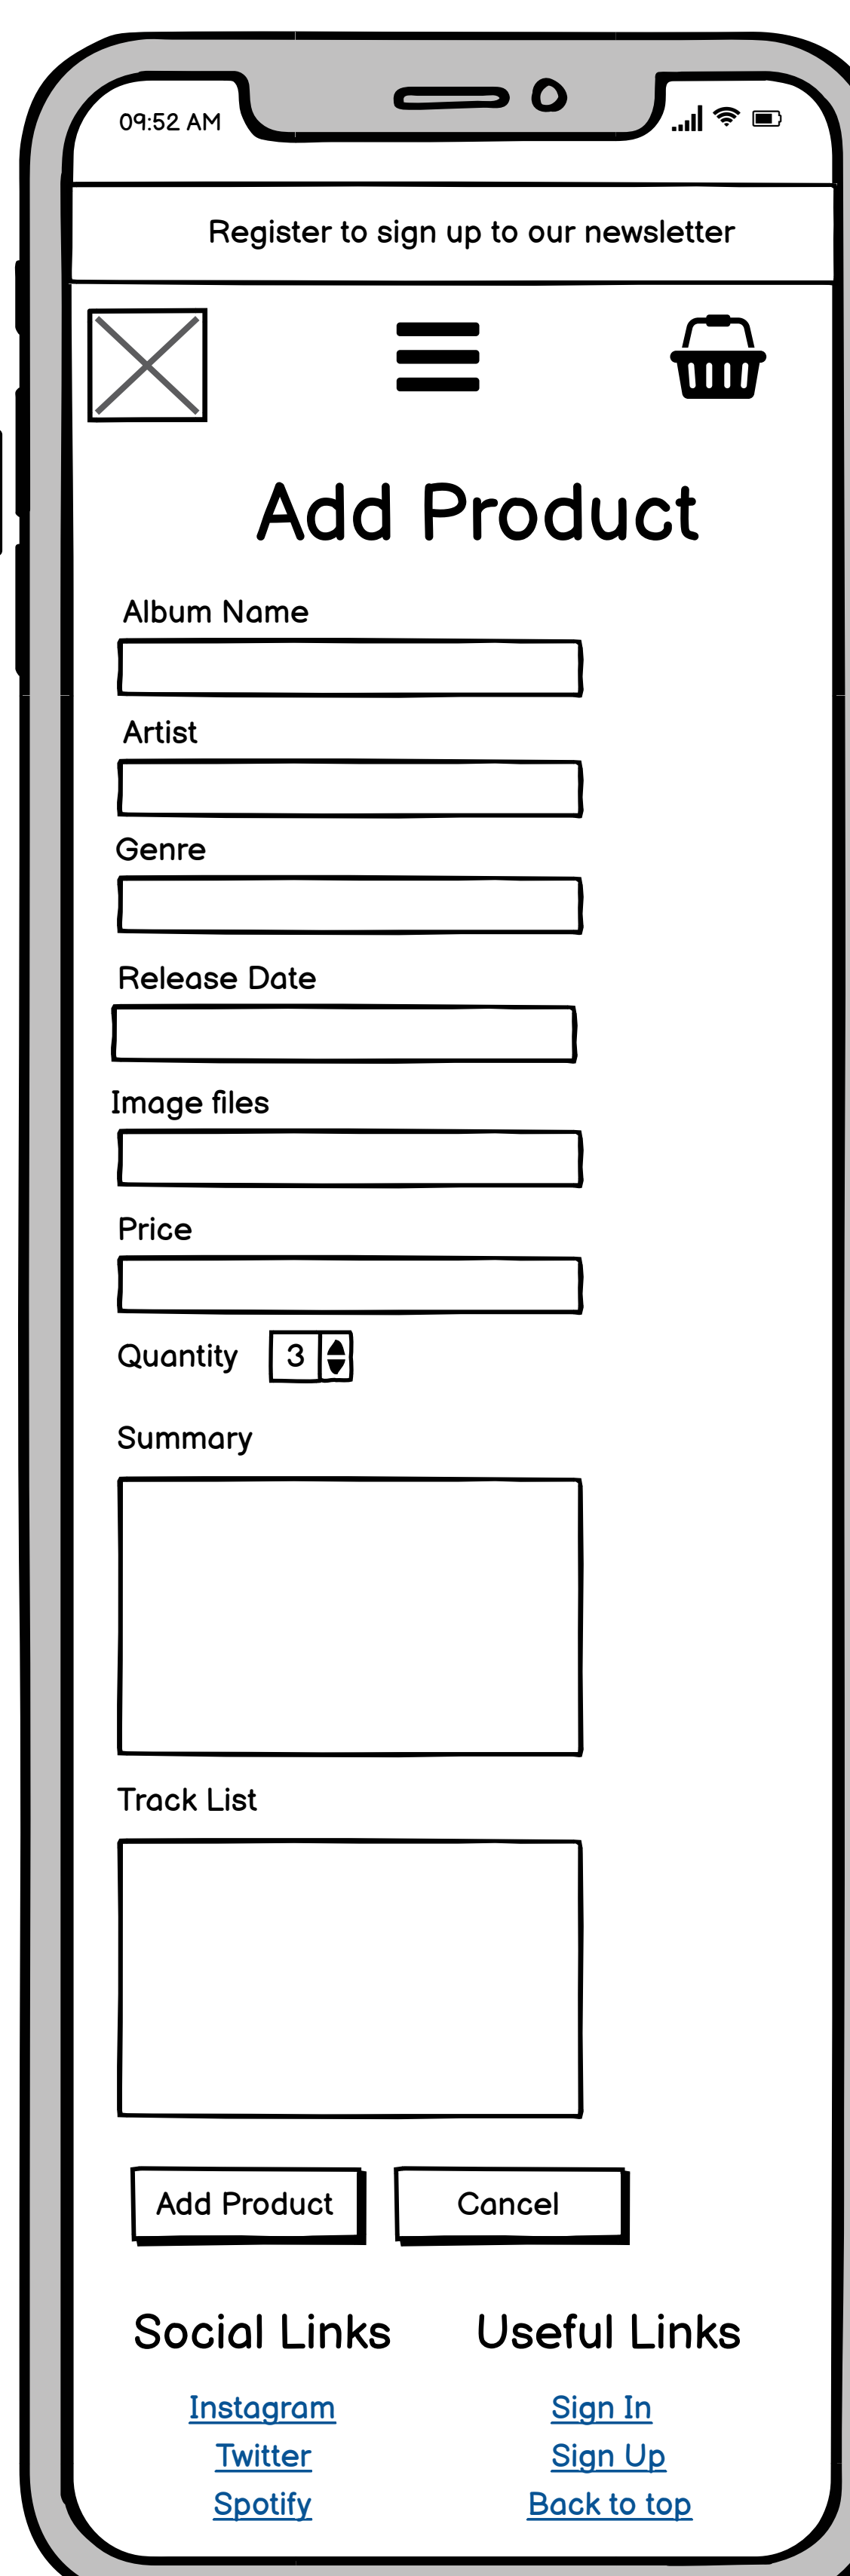 09:52 AM
Register to sign up to our newsletter
Add Product
Album Name
Artist
Genre
Release Date
Image files
Price
Quantity 3
Summary
Track List
Add Product Cancel
Social Links Useful Links
Instagram Sign In
Twitter Sign Up
Spotify Back to top